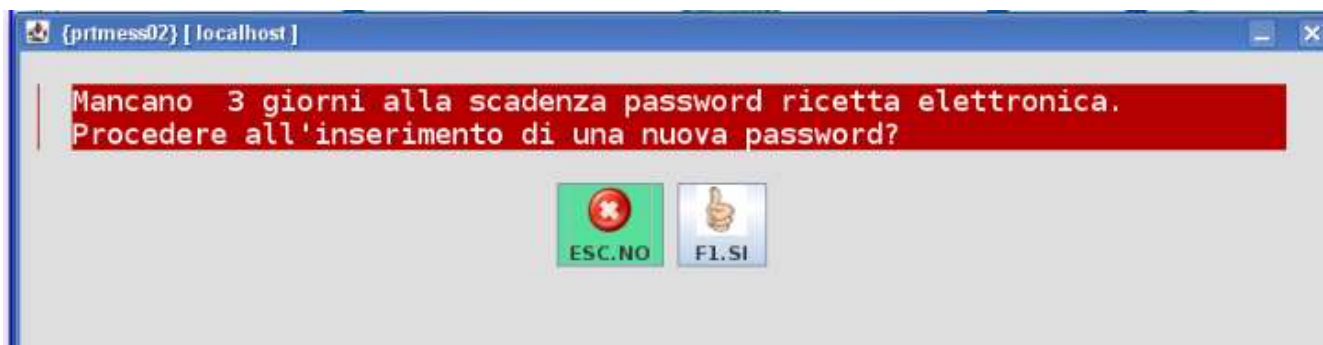 {prtmess02} [ localhost ]
Mancano  3 giorni alla scadenza password ricetta elettronica.
Procedere all'inserimento di una nuova password?
ESC.NO F1.SI